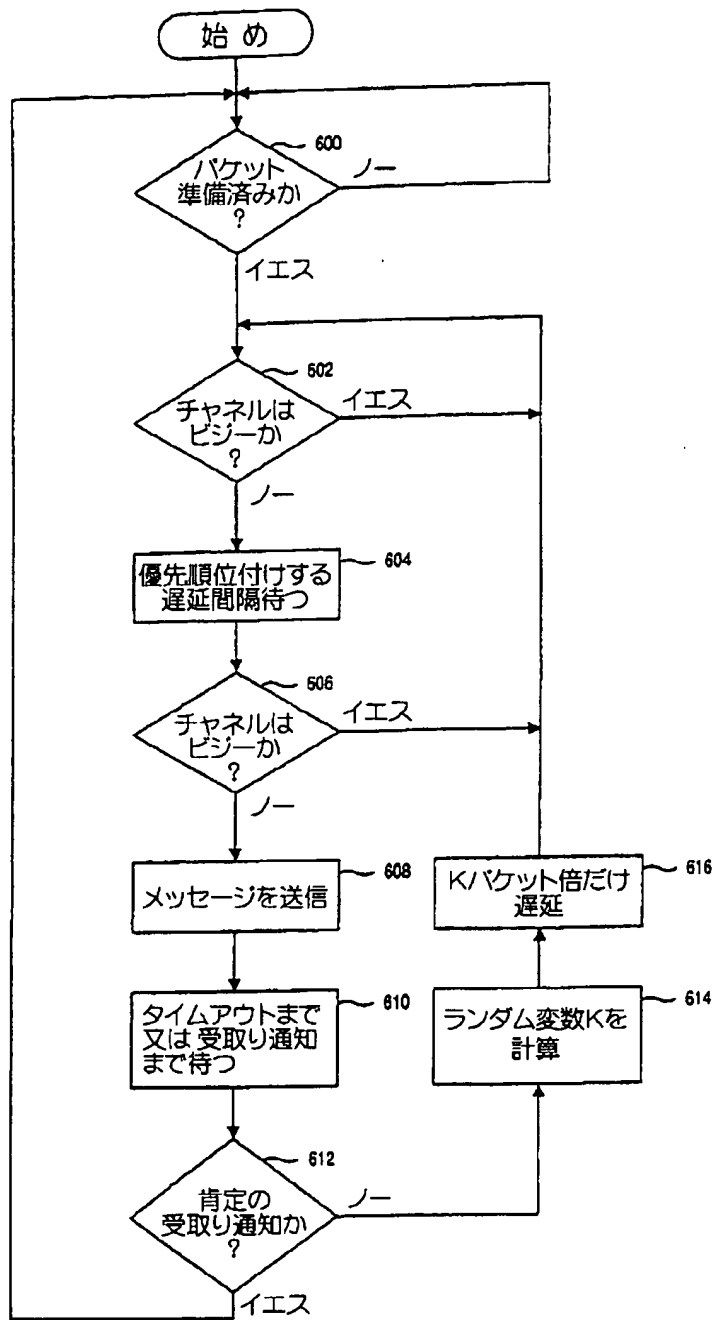 始め
600
パケット
準備済みか
?
ノー
イエス
602
チャネルは
ビジーか
?
イエス
ノー
604
優先順位付けする
遅延間隔待つ
606
チャネルは
ビジーか
?
イエス
ノー
608
メッセージを送信
616
Kパケット倍だけ
遅延
610
タイムアウトまで
又は受取り通知
まで待つ
614
ランダム変数Kを
計算
612
肯定の
受取り通知か
?
ノー
イエス